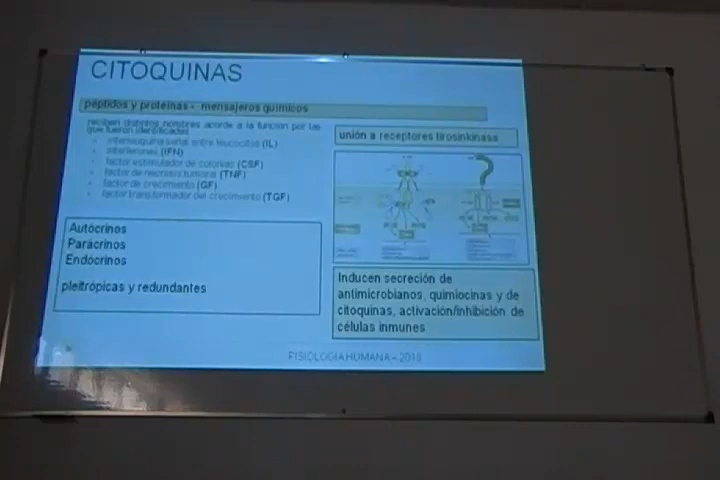 CITOQUINAS
péptidos y proteínas - mensajeros químicos
reciben distintos nombres acorde a la función por las
que fueron identificadas
interleuquina señal entre leucocitos (IL)
interferones (IFN)
factor estimulador de colonias (CSF)
factor de necrosis tumoral (TNF)
factor de crecimiento (GF)
factor transformador del crecimiento (TGF)
Autócrinos
Parácrinos
Endócrinos
pleitrópicas y redundantes
unión a receptores tirosinkinasa
Inducen secreción de
antimicrobianos, quimiocinas y de
citoquinas, activación/inhibición de
células inmunes
FISIOLOGIA HUMANA – 2018